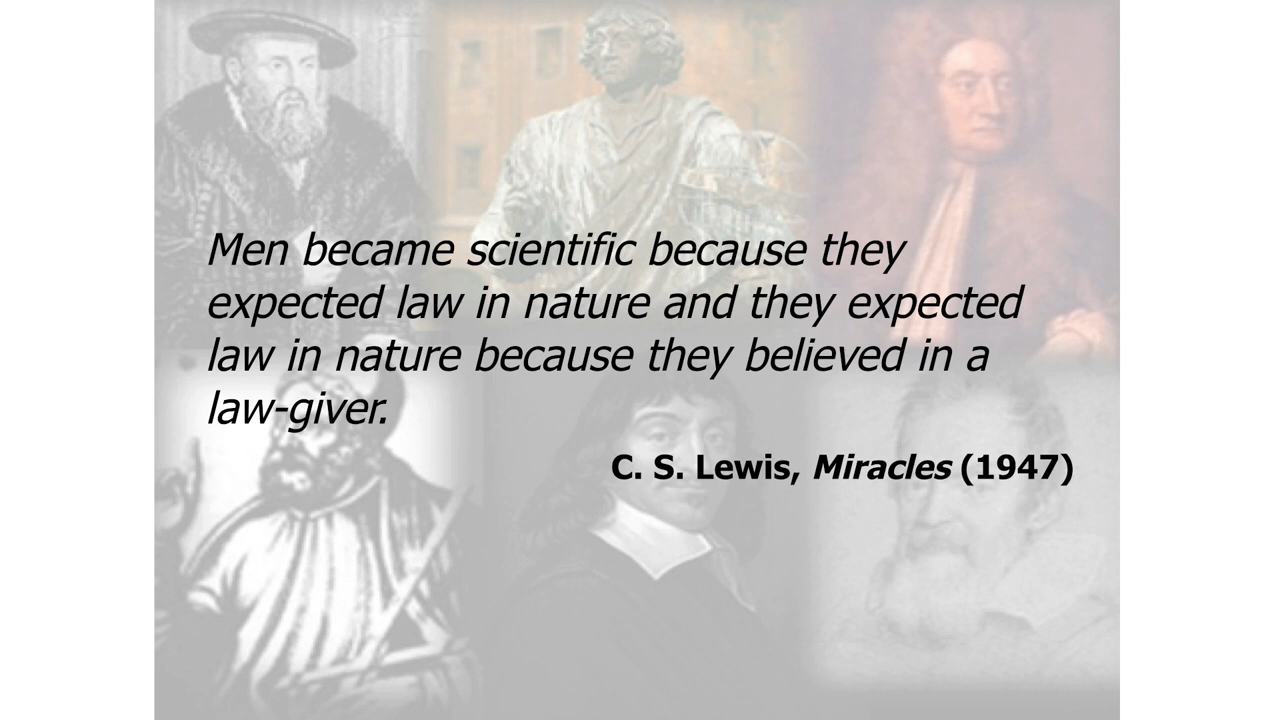 Men became scientific because they
expected law in nature and they expected
law in nature because they believed in a
law-giver.
C. S. Lewis, Miracles (1947)